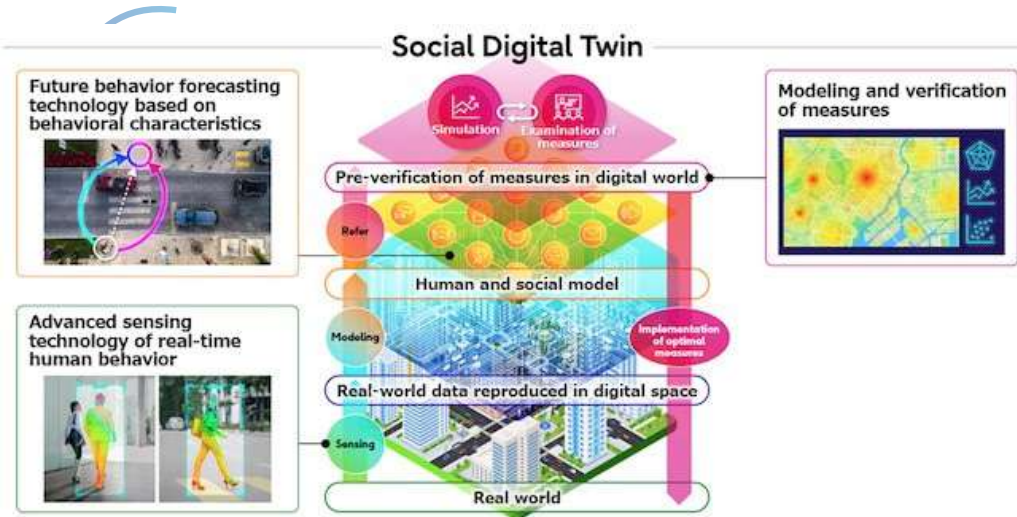 Social Digital Twin
Future behavior forecasting
technology based on
behavioral characteristics
Advanced sensing
technology of real-time
human behavior
Simulation
Examination of
measures
Pre-verification of measures in digital world
Refer
Human and social model
Modeling
Implementation
of optimal
measures
Real-world data reproduced in digital space
Sensing
Real world
Modeling and verification
of measures